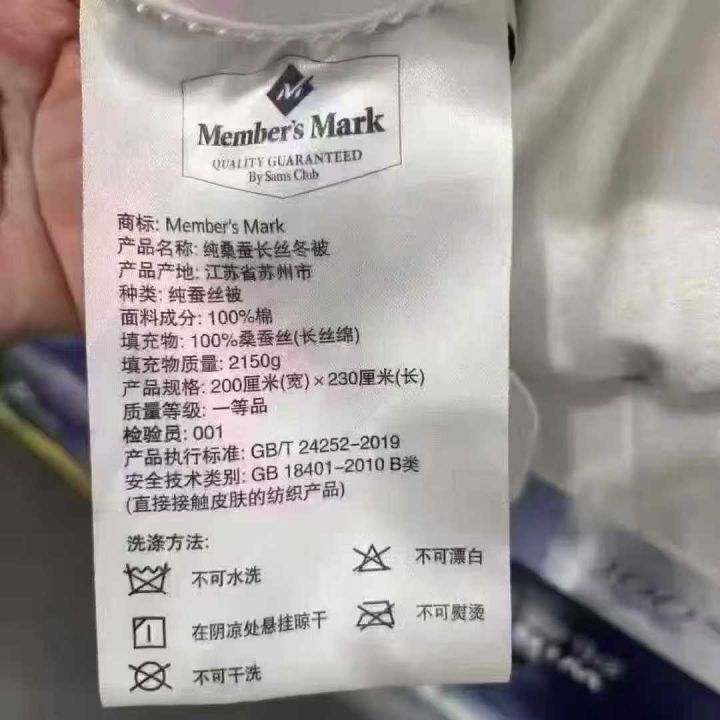 Member's Mark
QUALITY GUARANTEED
By Sams Club
商标: Member's Mark
产品名称: 纯桑蚕长丝冬被
产品产地: 江苏省苏州市
种类: 纯蚕丝被
面料成分: 100%棉
填充物: 100%桑蚕丝(长丝绵)
填充物质量: 2150g
产品规格: 200厘米(宽)×230厘米(长)
质量等级: 一等品
检验员: 001
产品执行标准: GB/T 24252-2019
安全技术类别: GB 18401-2010 B类
(直接接触皮肤的纺织产品)
洗涤方法:
不可水洗
不可漂白
在阴凉处悬挂晾干
不可熨烫
不可干洗